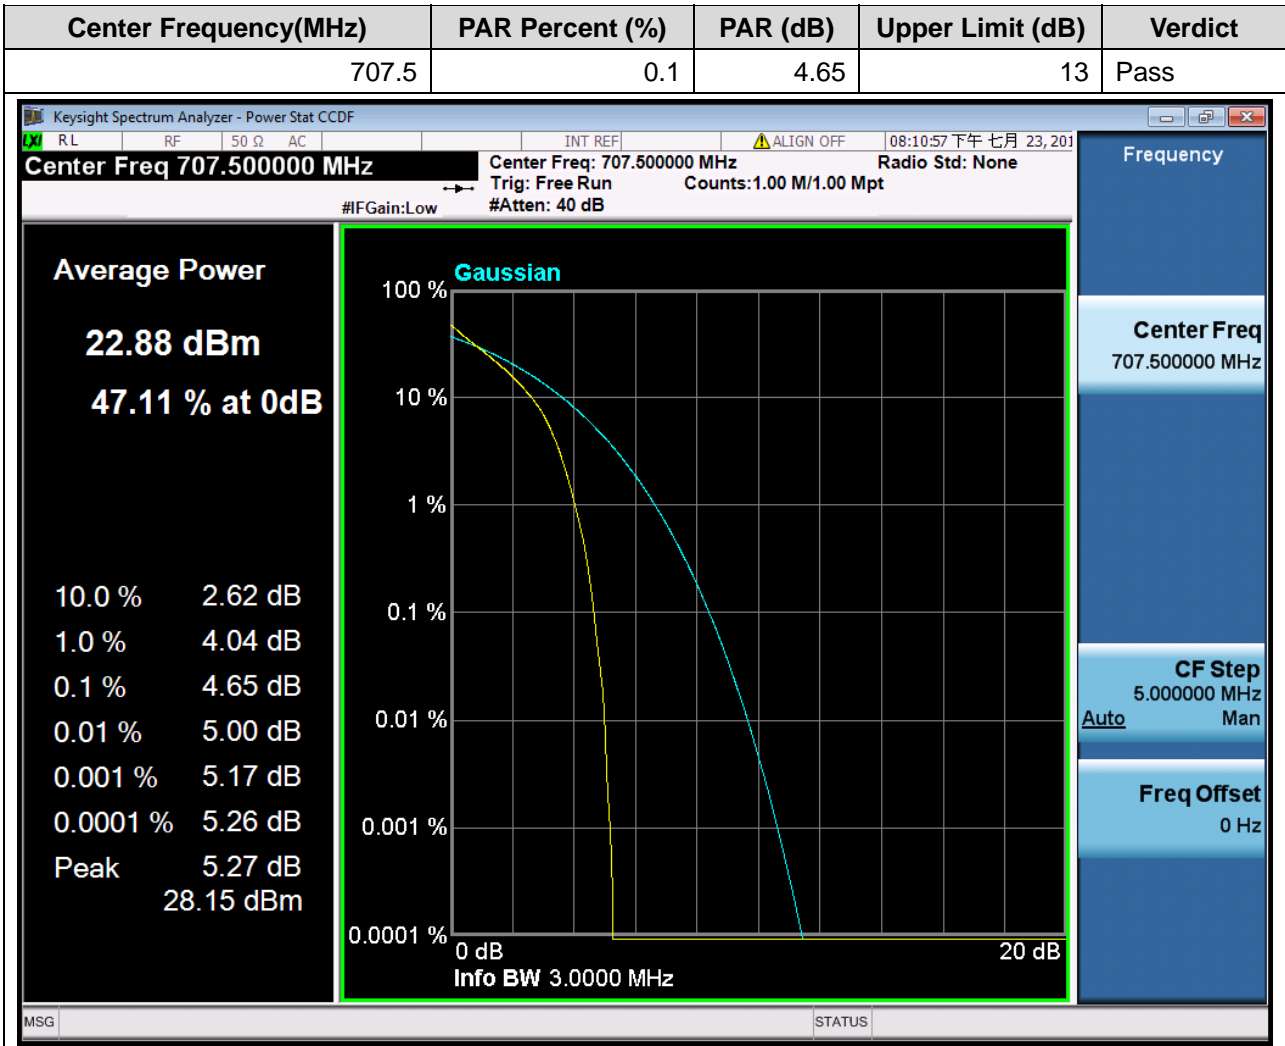 Center Frequency(MHz) PAR Percent (%) PAR (dB) Upper Limit (dB) Verdict
707.5 0.1 4.65 13 Pass
Keysight Spectrum Analyzer - Power Stat CCDF
LXI RL RF 50 Ω AC INT REF ALIGN OFF 08:10:57 下午 七月 23, 201
Center Freq 707.500000 MHz
Center Freq: 707.500000 MHz Radio Std: None
Trig: Free Run Counts:1.00 M/1.00 Mpt
#IFGain:Low #Atten: 40 dB
Frequency
Average Power
22.88 dBm
47.11 % at 0dB
10.0 % 2.62 dB
1.0 % 4.04 dB
0.1 % 4.65 dB
0.01 % 5.00 dB
0.001 % 5.17 dB
0.0001 % 5.26 dB
Peak 5.27 dB
28.15 dBm
Gaussian
100 %
10 %
1 %
0.1 %
0.01 %
0.001 %
0.0001 %
0 dB 20 dB
Info BW 3.0000 MHz
Center Freq
707.500000 MHz
CF Step
5.000000 MHz
Auto Man
Freq Offset
0 Hz
MSG STATUS